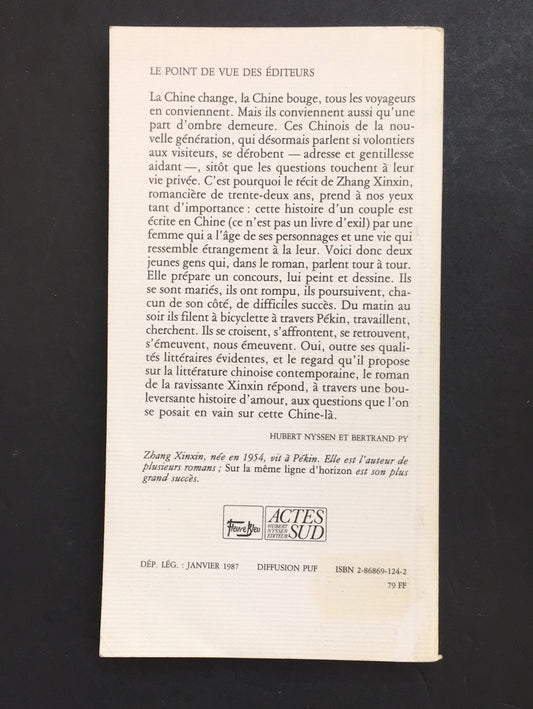 LE POINT DE VUE DES ÉDITEURS
La Chine change, la Chine bouge, tous les voyageurs
en conviennent. Mais ils conviennent aussi qu'une
part d'ombre demeure. Ces Chinois de la nou-
velle génération, qui désormais parlent si volontiers
aux visiteurs, se dérobent — adresse et gentillesse
aidant —, sitôt que les questions touchent à leur
vie privée. C'est pourquoi le récit de Zhang Xinxin,
romancière de trente-deux ans, prend à nos yeux
tant d'importance : cette histoire d'un couple est
écrite en Chine (ce n'est pas un livre d'exil) par une
femme qui a l'âge de ses personnages et une vie qui
ressemble étrangement à la leur. Voici donc deux
jeunes gens qui, dans le roman, parlent tour à tour.
Elle prépare un concours, lui peint et dessine. Ils
se sont mariés, ils ont rompu, ils poursuivent, cha-
cun de son côté, de difficiles succès. Du matin au
soir ils filent à bicyclette à travers Pékin, travaillent,
cherchent. Ils se croisent, s'affrontent, se retrouvent,
s'émeuvent, nous émeuvent. Oui, outre ses quali-
tés littéraires évidentes, et le regard qu'il propose
sur la littérature chinoise contemporaine, le roman
de la ravissante Xinxin répond, à travers une bou-
leversante histoire d'amour, aux questions que l'on
se posait en vain sur cette Chine-là.
HUBERT NYSSEN ET BERTRAND PY
Zhang Xinxin, née en 1954, vit à Pékin. Elle est l'auteur de
plusieurs romans ; Sur la même ligne d'horizon est son plus
grand succès.
Fleuve Bleu
ACTES
HUBERT
NYSSEN
EDITEUR
SUD
DÉP. LÉG. : JANVIER 1987 DIFFUSION PUF ISBN 2-86869-124-2
79 FF